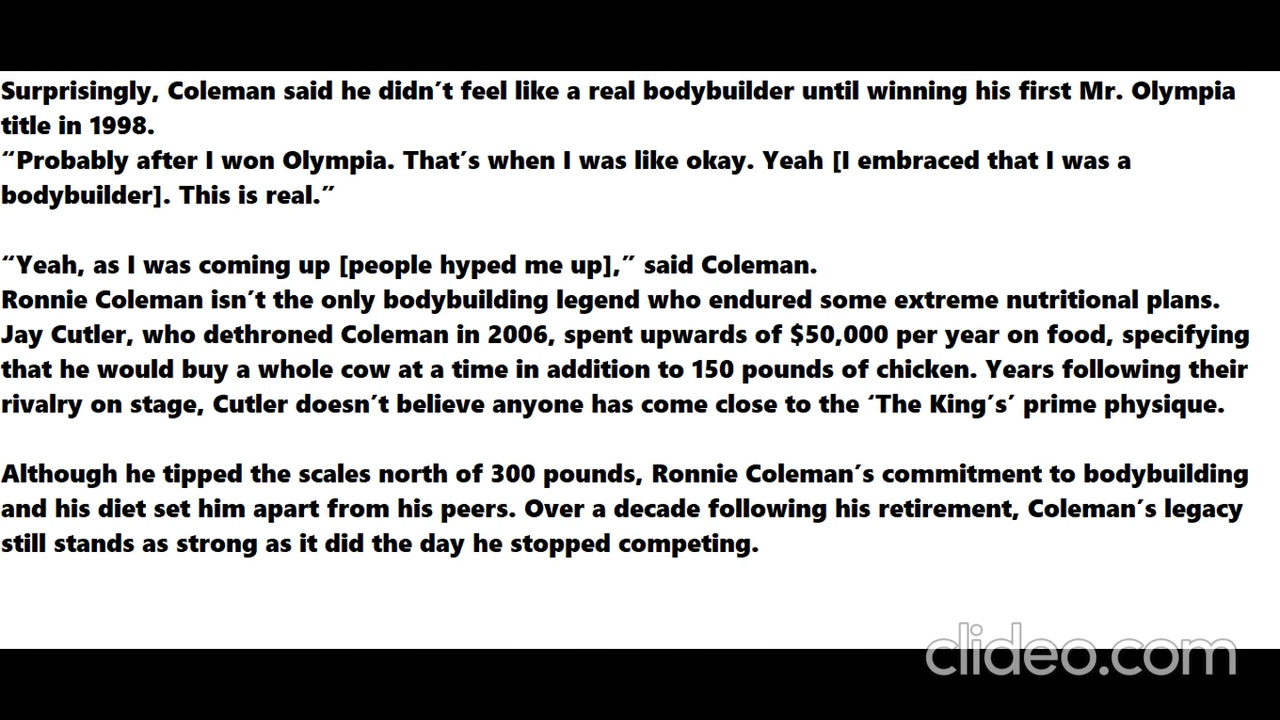 Surprisingly, Coleman said he didn’t feel like a real bodybuilder until winning his first Mr. Olympia
title in 1998.
“Probably after I won Olympia. That’s when I was like okay. Yeah [I embraced that I was a
bodybuilder]. This is real.”
“Yeah, as I was coming up [people hyped me up],” said Coleman.
Ronnie Coleman isn’t the only bodybuilding legend who endured some extreme nutritional plans.
Jay Cutler, who dethroned Coleman in 2006, spent upwards of $50,000 per year on food, specifying
that he would buy a whole cow at a time in addition to 150 pounds of chicken. Years following their
rivalry on stage, Cutler doesn’t believe anyone has come close to the ‘The King’s’ prime physique.
Although he tipped the scales north of 300 pounds, Ronnie Coleman’s commitment to bodybuilding
and his diet set him apart from his peers. Over a decade following his retirement, Coleman’s legacy
still stands as strong as it did the day he stopped competing.
clideo.com